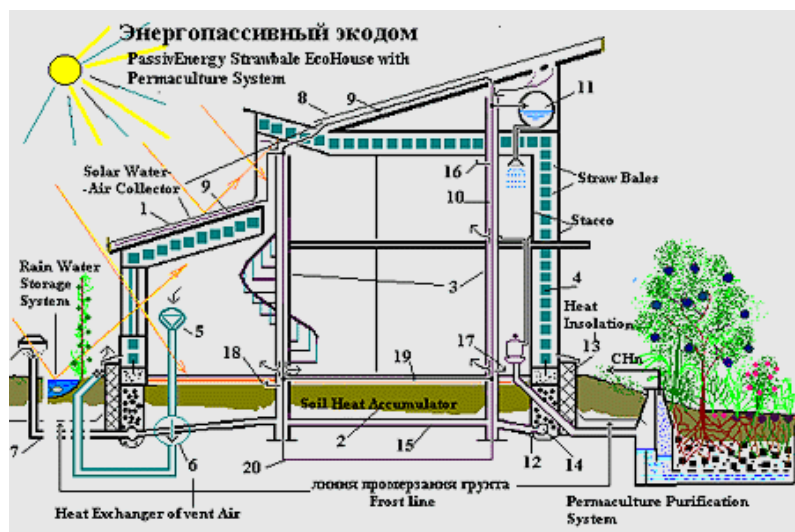 Энергопассивный экодом
PassivEnergy Strawbale EcoHouse with
Permaculture System
8
9
11
Solar Water-
-Air Collector
9
1
16
10
Straw Bales
Stacco
Rain Water
Storage
System
5
3
4
Heat
Insolation
13
17
CHn
18
19
Soil Heat Accumulator
2
15
7
6
20
12
14
линия промерзания грунта
Frost line
Heat Exchanger of vent Air
Permaculture Purification
System